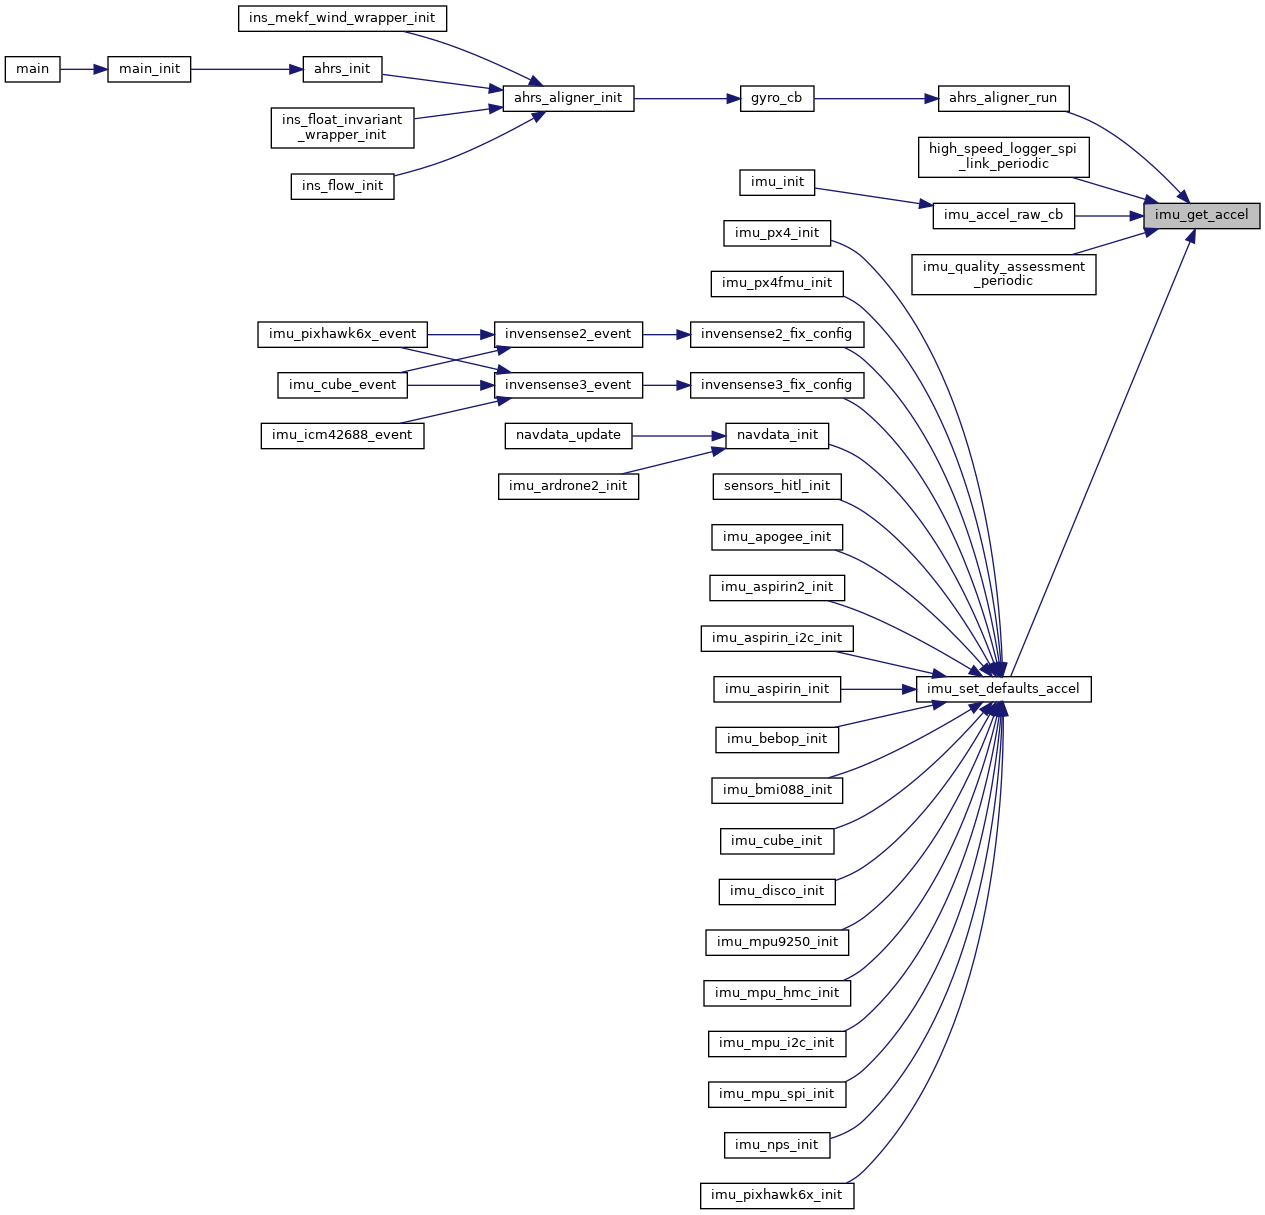 ins_mekf_wind_wrapper_init
main
main_init
ahrs_init
ahrs_aligner_init
gyro_cb
ahrs_aligner_run
ins_float_invariant
_wrapper_init
ins_flow_init
high_speed_logger_spi
_link_periodic
imu_init
imu_accel_raw_cb
imu_get_accel
imu_px4_init
imu_quality_assessment
_periodic
imu_px4fmu_init
imu_pixhawk6x_event
invensense2_event
invensense2_fix_config
imu_cube_event
invensense3_event
invensense3_fix_config
imu_icm42688_event
navdata_update
navdata_init
imu_ardrone2_init
sensors_hitl_init
imu_apogee_init
imu_aspirin2_init
imu_aspirin_i2c_init
imu_aspirin_init
imu_set_defaults_accel
imu_bebop_init
imu_bmi088_init
imu_cube_init
imu_disco_init
imu_mpu9250_init
imu_mpu_hmc_init
imu_mpu_i2c_init
imu_mpu_spi_init
imu_nps_init
imu_pixhawk6x_init